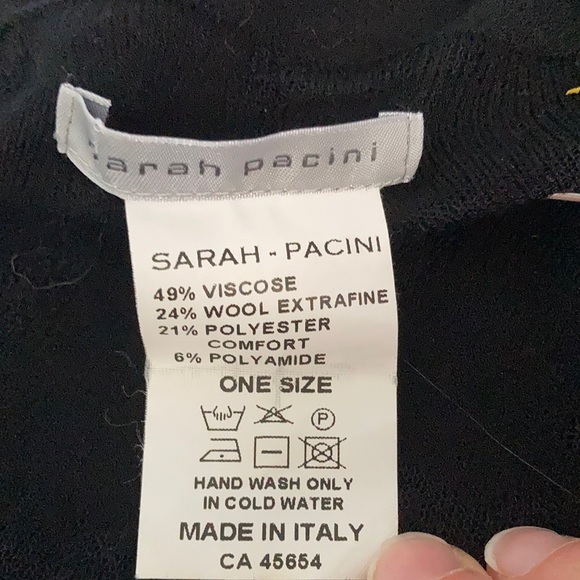 sarah pacini
SARAH - PACINI
49% VISCOSE
24% WOOL EXTRAFINE
21% POLYESTER
COMFORT
6% POLYAMIDE
ONE SIZE
P
HAND WASH ONLY
IN COLD WATER
MADE IN ITALY
CA 45654